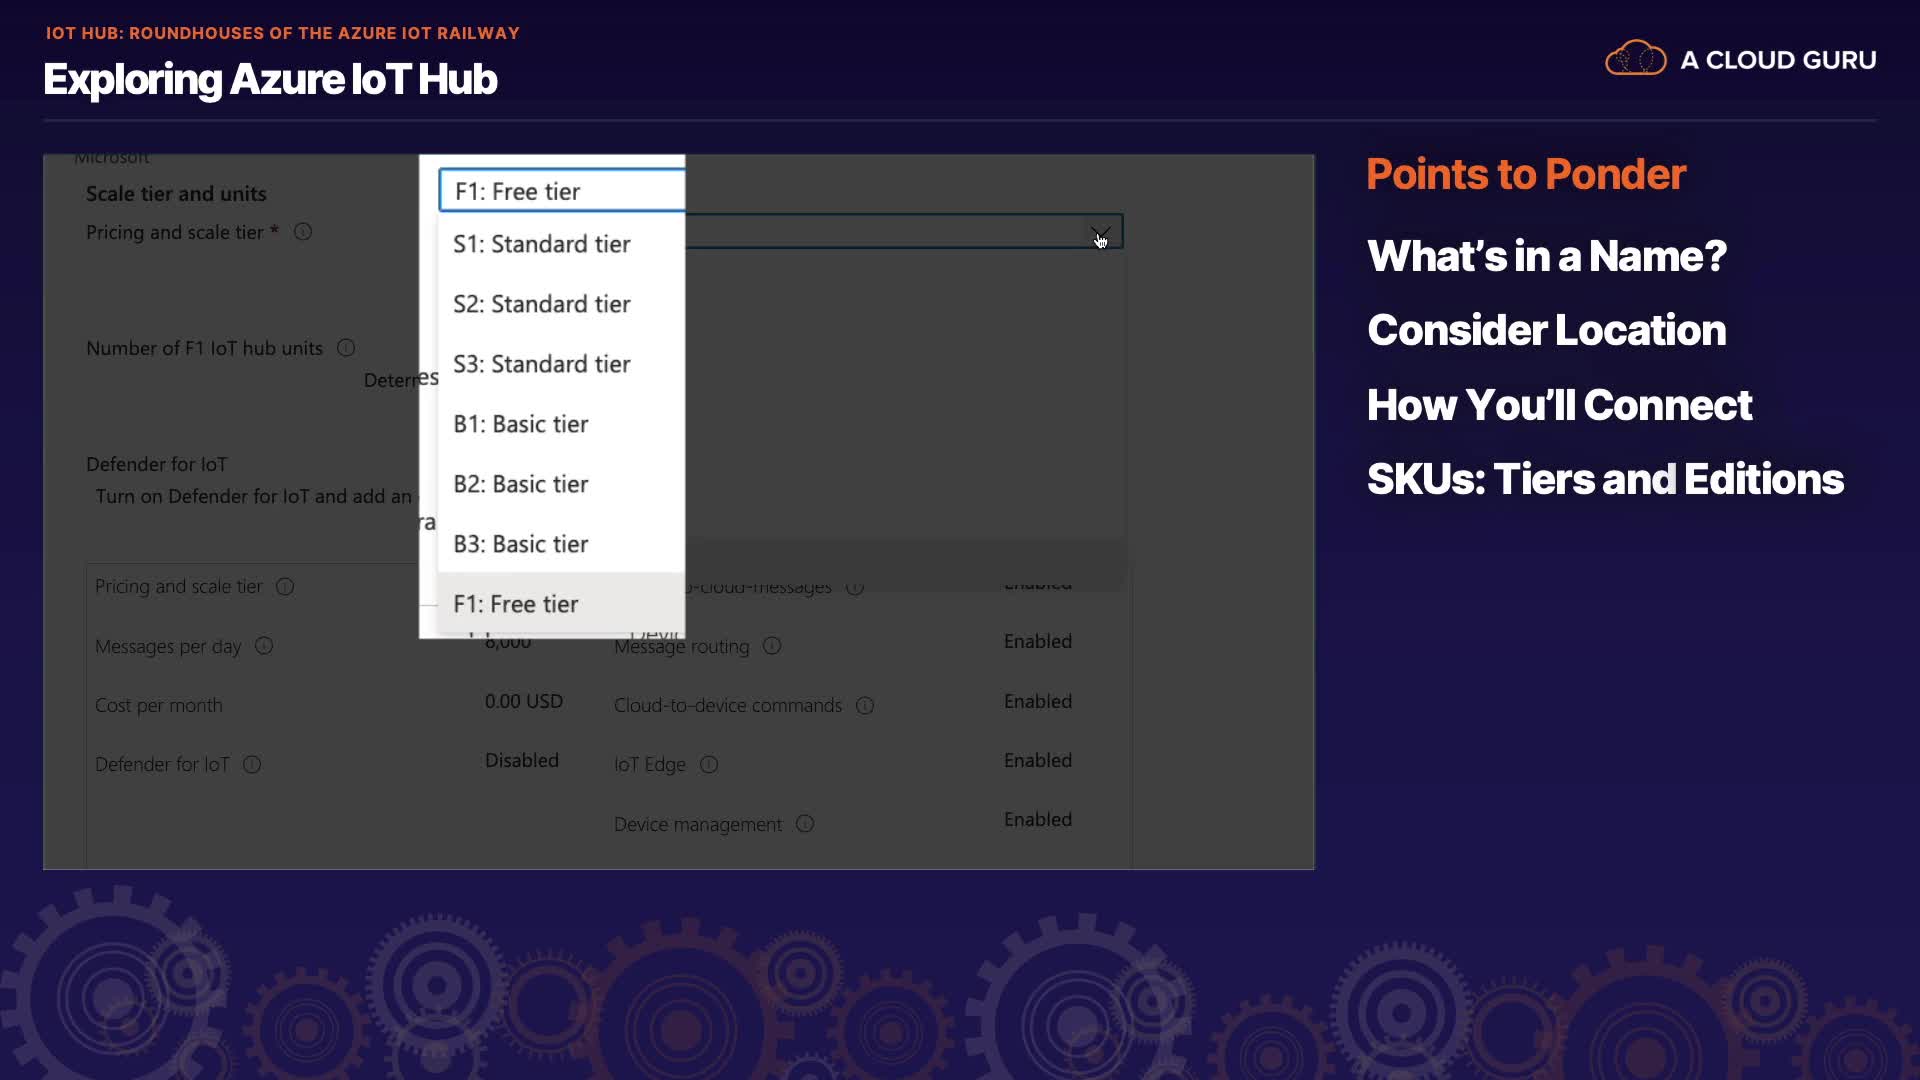 IOT HUB: ROUNDHOUSES OF THE AZURE IOT RAILWAY
Exploring Azure IoT Hub
A CLOUD GURU
Microsoft
Scale tier and units
Pricing and scale tier *
Number of F1 IoT hub units
Deterr
es
Defender for IoT
Turn on Defender for IoT and add an
ra
F1: Free tier
S1: Standard tier
S2: Standard tier
S3: Standard tier
B1: Basic tier
B2: Basic tier
B3: Basic tier
F1: Free tier
Pricing and scale tier
-cloud-messages
Enabled
Messages per day
8,000
Message routing
Enabled
Cost per month
0.00 USD
Cloud-to-device commands
Enabled
Defender for IoT
Disabled
IoT Edge
Enabled
Device management
Enabled
Points to Ponder
What's in a Name?
Consider Location
How You'll Connect
SKUs: Tiers and Editions